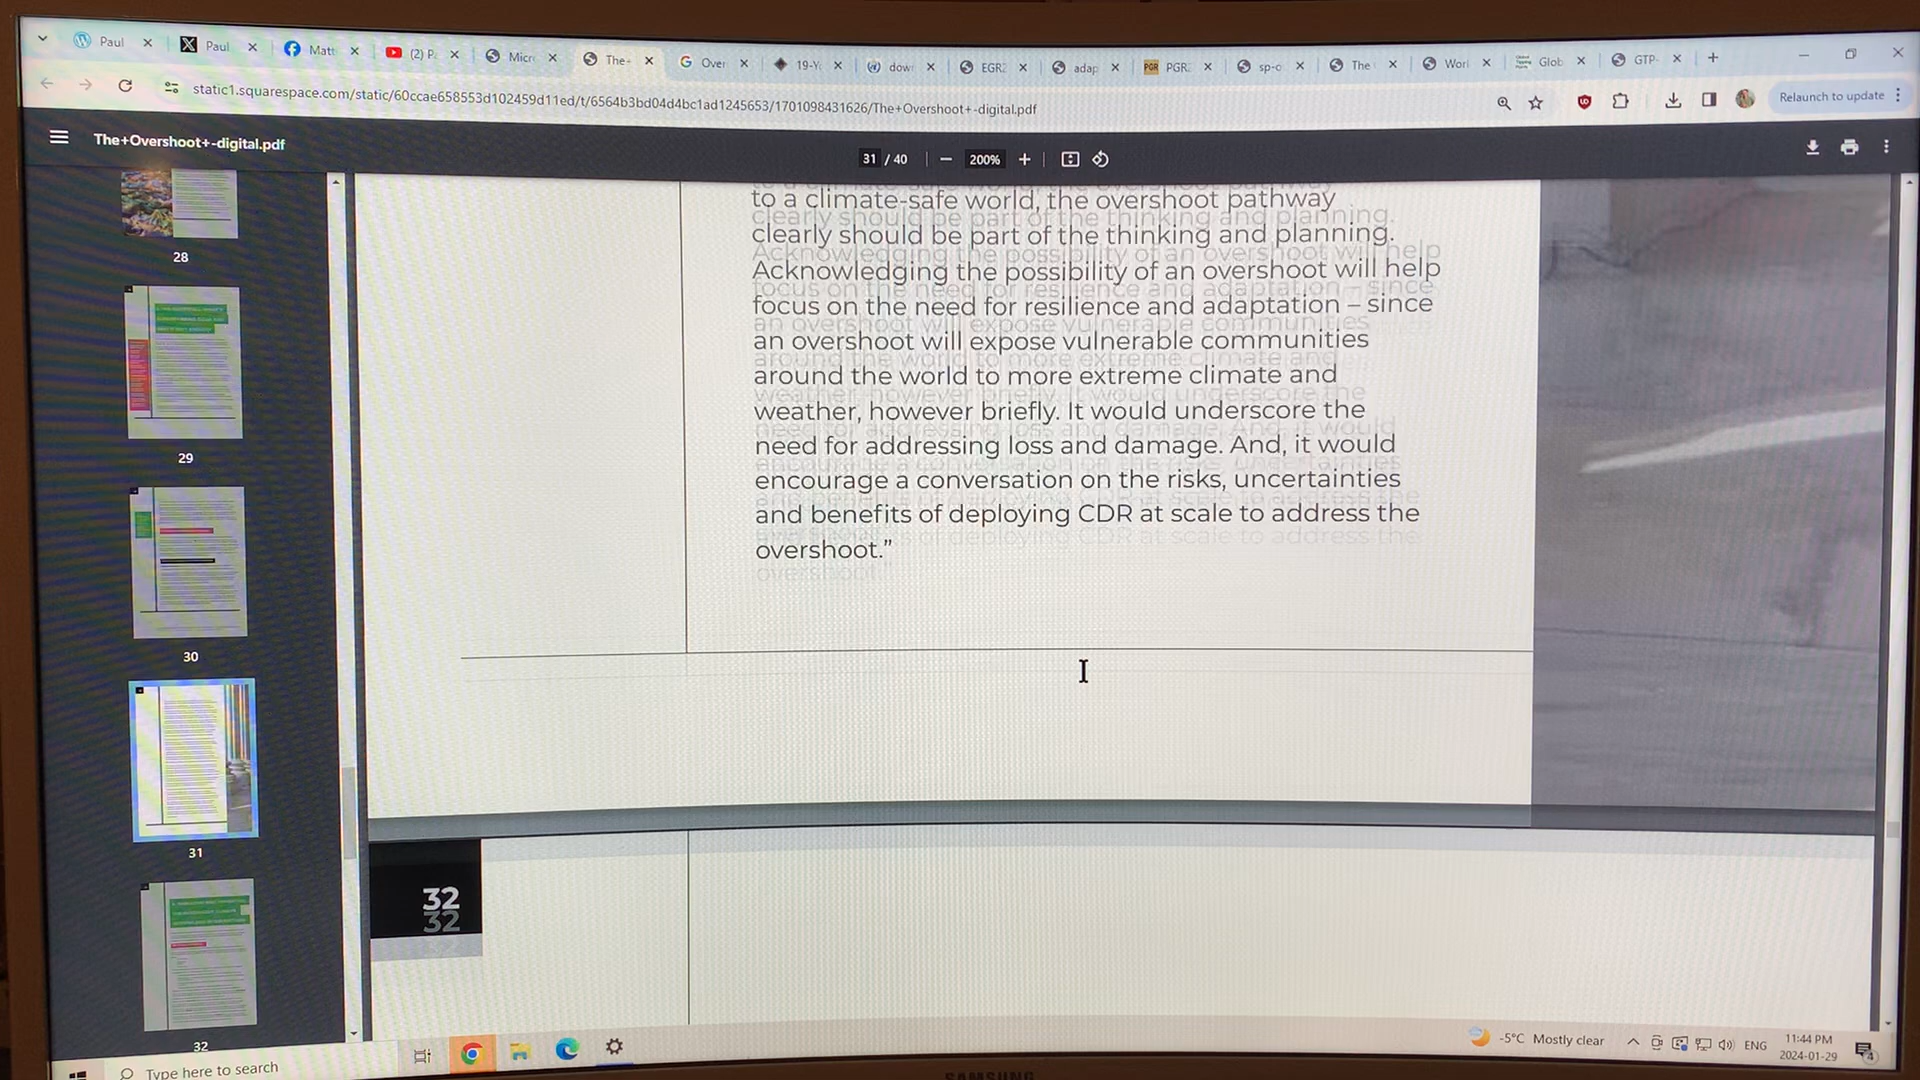 Paul
Paul
Matt
(2) P
Micr
The+
Over
19-Y
dow
EGR
adap
PGR
PGR
sp-o
The
Worl
Glob
GTP-
static1.squarespace.com/static/60ccae658553d102459d11ed/t/6564b3bd04d4bc1ad1245653/1701098431626/The+Overshoot+-digital.pdf
Relaunch to update
The+Overshoot+-digital.pdf
31 / 40
200%
to a climate-safe world, the overshoot pathway
clearly should be part of the thinking and planning.
Acknowledging the possibility of an overshoot will help
focus on the need for resilience and adaptation – since
an overshoot will expose vulnerable communities
around the world to more extreme climate and
weather, however briefly. It would underscore the
need for addressing loss and damage. And, it would
encourage a conversation on the risks, uncertainties
and benefits of deploying CDR at scale to address the
overshoot.”
28
29
30
31
32
32
Type here to search
-5°C Mostly clear
ENG
11:44 PM
2024-01-29
4
SAMSUNG